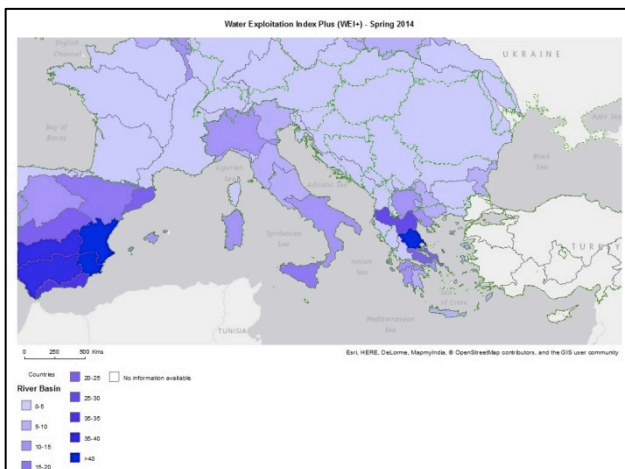 Water Exploitation Index Plus (WEI+) - Spring 2014
English
Channel
UKRAINE
Bay of
Biscay
Azov Sea
Black
Sea
Ligurian
Sea
Adriatic Sea
Tyrrhenian
Sea
Ionian
Sea
TURKEY
Sea
of Crete
Mediterranean
Sea
TUNISIA
0 250 500 Kms
Esri, HERE, DeLorme, MapmyIndia, © OpenStreetMap contributors, and the GIS user community
Countries
River Basin
0-5
5-10
10-15
15-20
20-25
25-30
35-35
35-40
>40
No information available